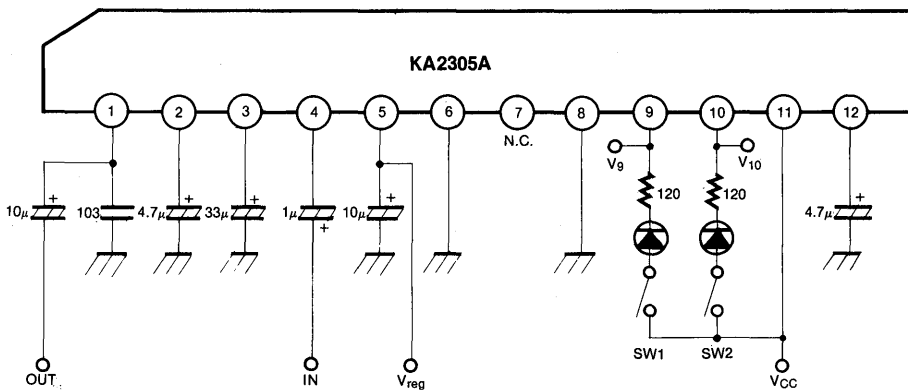 KA2305A
1 2 3 4 5 6 7 8 9 10 11 12
N.C.
V9 V10
120 120
10μ + 103 4.7μ + 33μ + 1μ + 10μ + 4.7μ +
SW1 SW2
OUT IN Vreg VCC